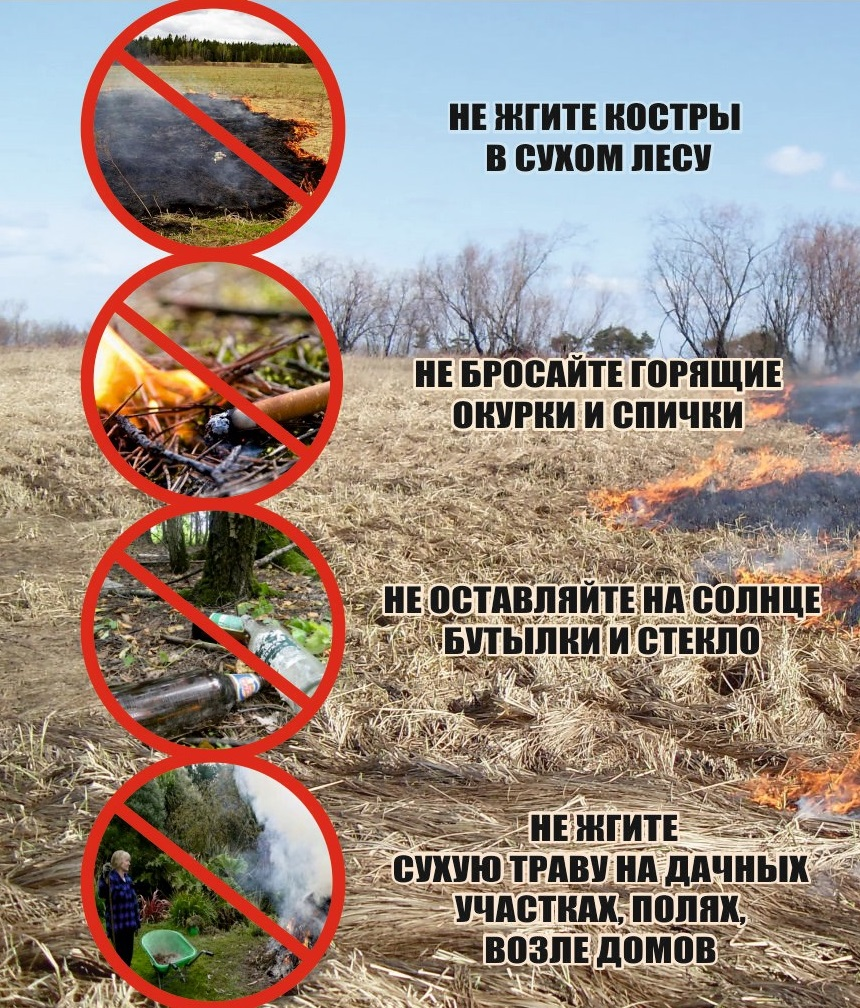 НЕ ЖГИТЕ КОСТРЫ
В СУХОМ ЛЕСУ
НЕ БРОСАЙТЕ ГОРЯЩИЕ
ОКУРКИ И СПИЧКИ
НЕ ОСТАВЛЯЙТЕ НА СОЛНЦЕ
БУТЫЛКИ И СТЕКЛО
НЕ ЖГИТЕ
СУХУЮ ТРАВУ НА ДАЧНЫХ
УЧАСТКАХ, ПОЛЯХ,
ВОЗЛЕ ДОМОВ